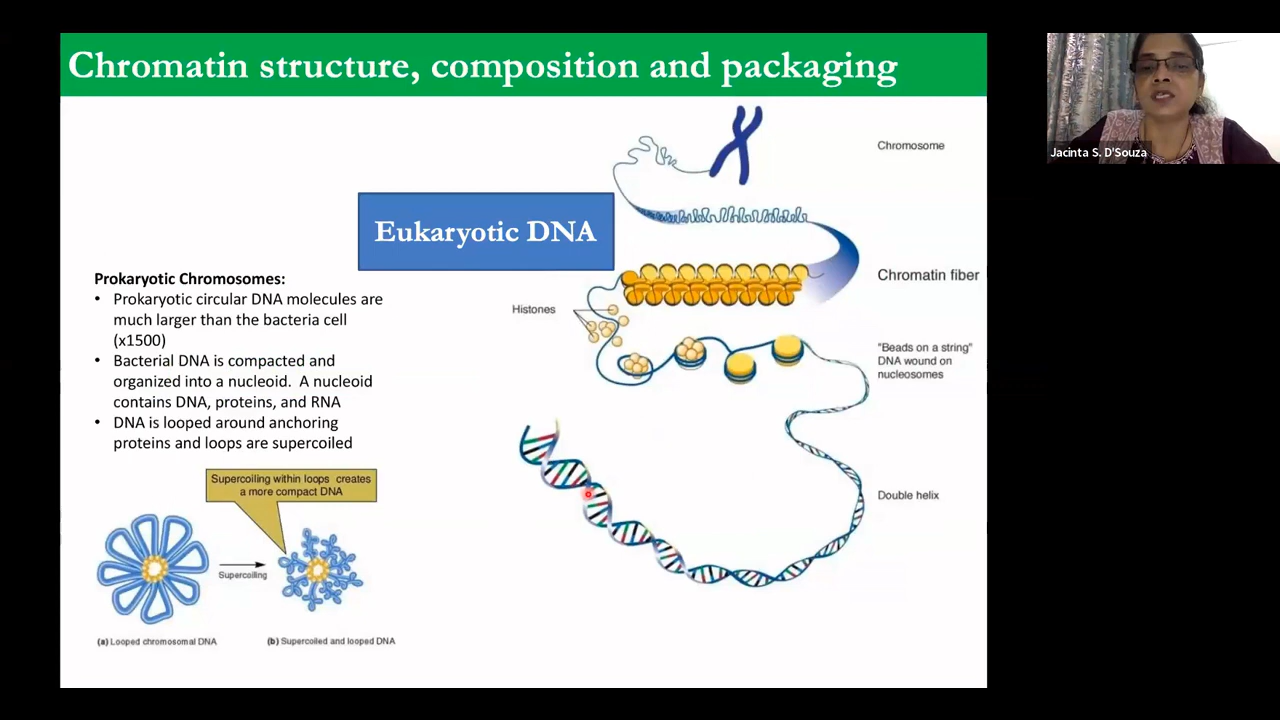 Chromatin structure, composition and packaging
Jacinta S. D'Souza
Chromosome
Eukaryotic DNA
Chromatin fiber
Prokaryotic Chromosomes:
• Prokaryotic circular DNA molecules are
much larger than the bacteria cell
(x1500)
• Bacterial DNA is compacted and
organized into a nucleoid. A nucleoid
contains DNA, proteins, and RNA
• DNA is looped around anchoring
proteins and loops are supercoiled
Histones
"Beads on a string"
DNA wound on
nucleosomes
Double helix
Supercoiling within loops creates
a more compact DNA
Supercoiling
(a) Looped chromosomal DNA
(b) Supercoiled and looped DNA